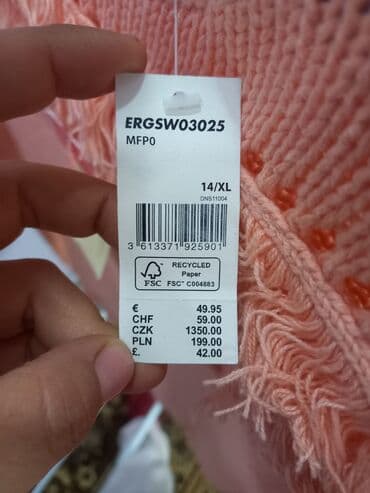 ERGSW03025
MFP0
14/XL
DNS11004
3 613371 925901
RECYCLED
Paper
FSC™ C004883
FSC
€ 49.95
CHF 59.00
CZK 1350.00
PLN 199.00
£. 42.00